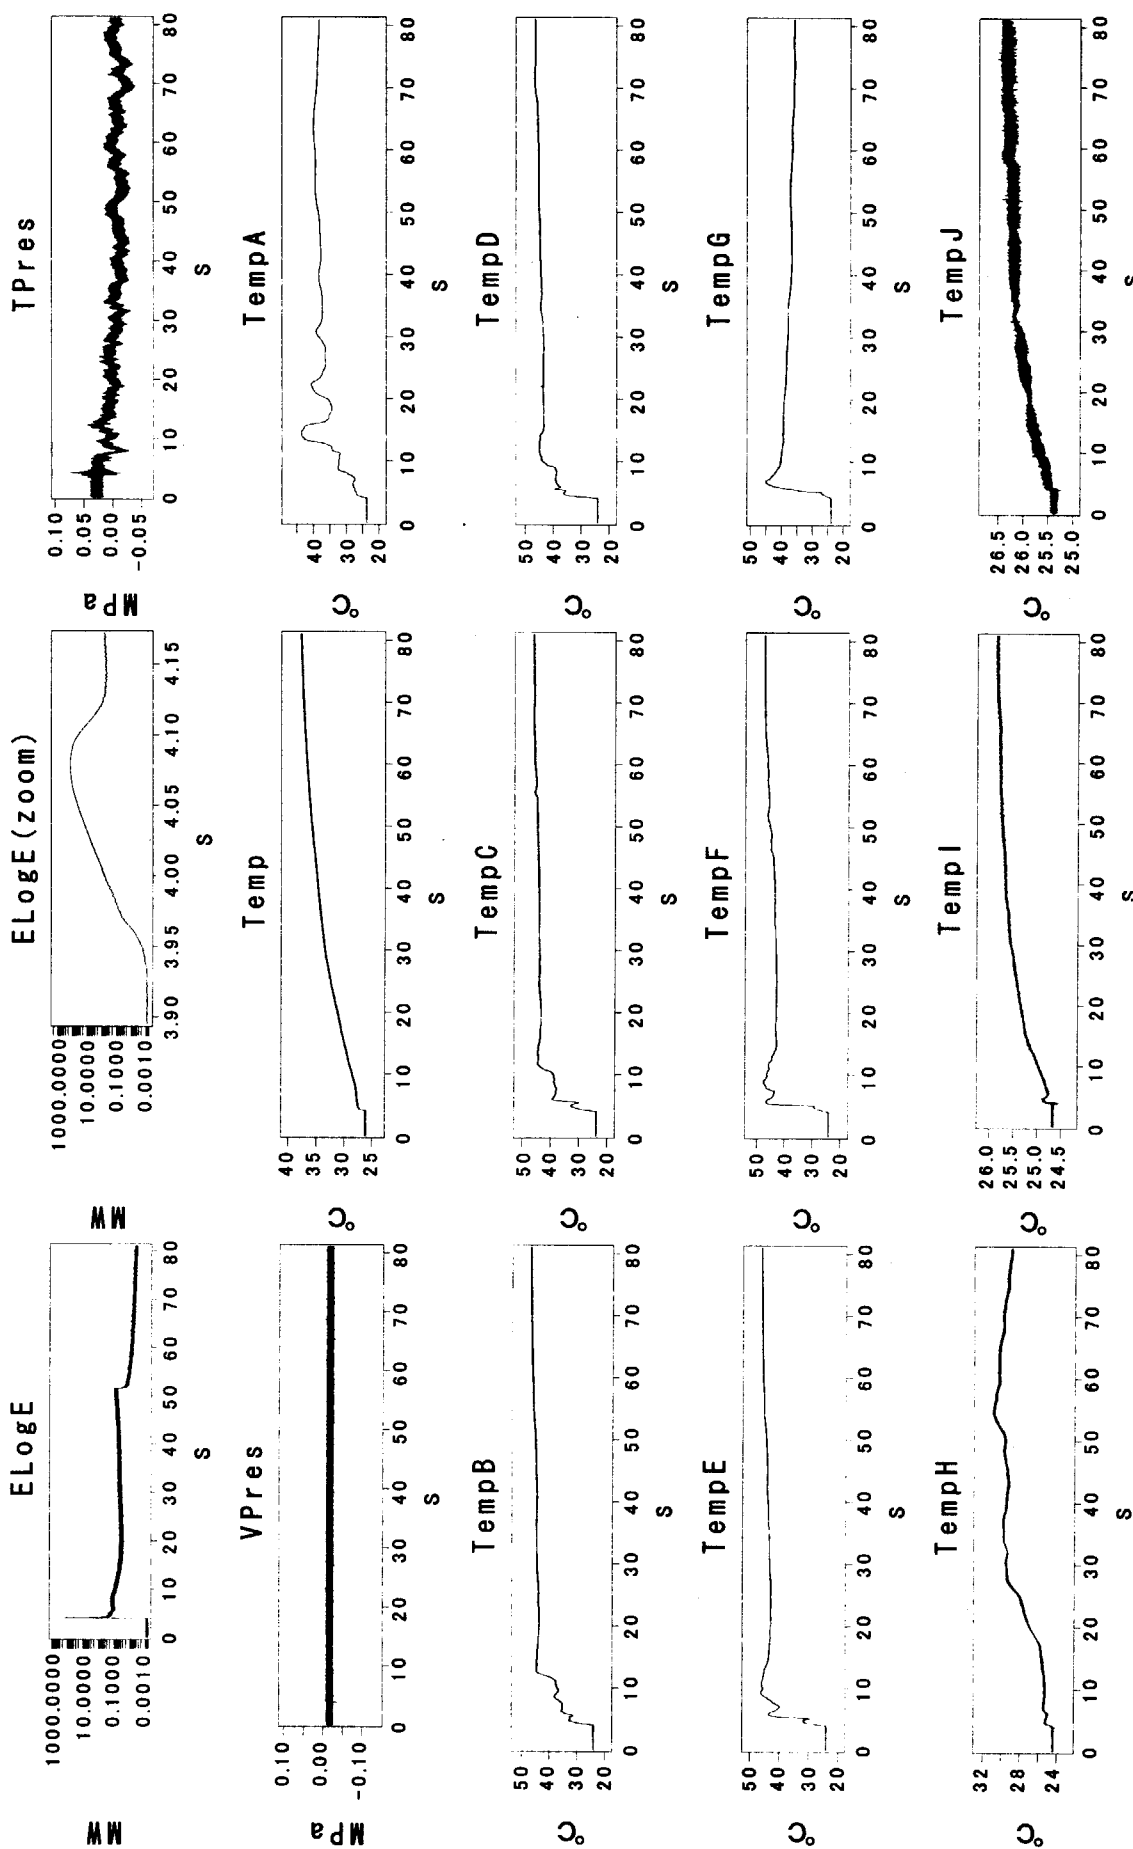 ELogE
MW
1000.0000
10.0000
0.1000
0.0010
0 10 20 30 40 50 60 70 80
S
ELogE(zoom)
MW
1000.0000
10.0000
0.1000
0.0010
3.90 3.95 4.00 4.05 4.10 4.15
S
TPres
MPa
0.10
0.05
0.00
-0.05
0 10 20 30 40 50 60 70 80
S
VPres
MPa
0.10
0.00
-0.10
0 10 20 30 40 50 60 70 80
S
Temp
°C
40
35
30
25
0 10 20 30 40 50 60 70 80
S
TempA
°C
40
30
20
0 10 20 30 40 50 60 70 80
S
TempB
°C
50
40
30
20
0 10 20 30 40 50 60 70 80
S
TempC
°C
50
40
30
20
0 10 20 30 40 50 60 70 80
S
TempD
°C
50
40
30
20
0 10 20 30 40 50 60 70 80
S
TempE
°C
50
40
30
20
0 10 20 30 40 50 60 70 80
S
TempF
°C
50
40
30
20
0 10 20 30 40 50 60 70 80
S
TempG
°C
50
40
30
20
0 10 20 30 40 50 60 70 80
S
TempH
°C
32
28
24
0 10 20 30 40 50 60 70 80
S
TempI
°C
26.0
25.5
25.0
24.5
0 10 20 30 40 50 60 70 80
S
TempJ
°C
26.5
26.0
25.5
25.0
0 10 20 30 40 50 60 70 80
S